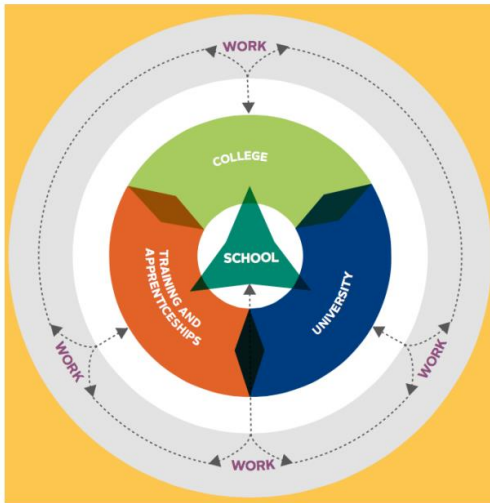 WORK
COLLEGE
SCHOOL
TRAINING AND
APPRENTICESHIPS
UNIVERSITY
WORK
WORK
WORK